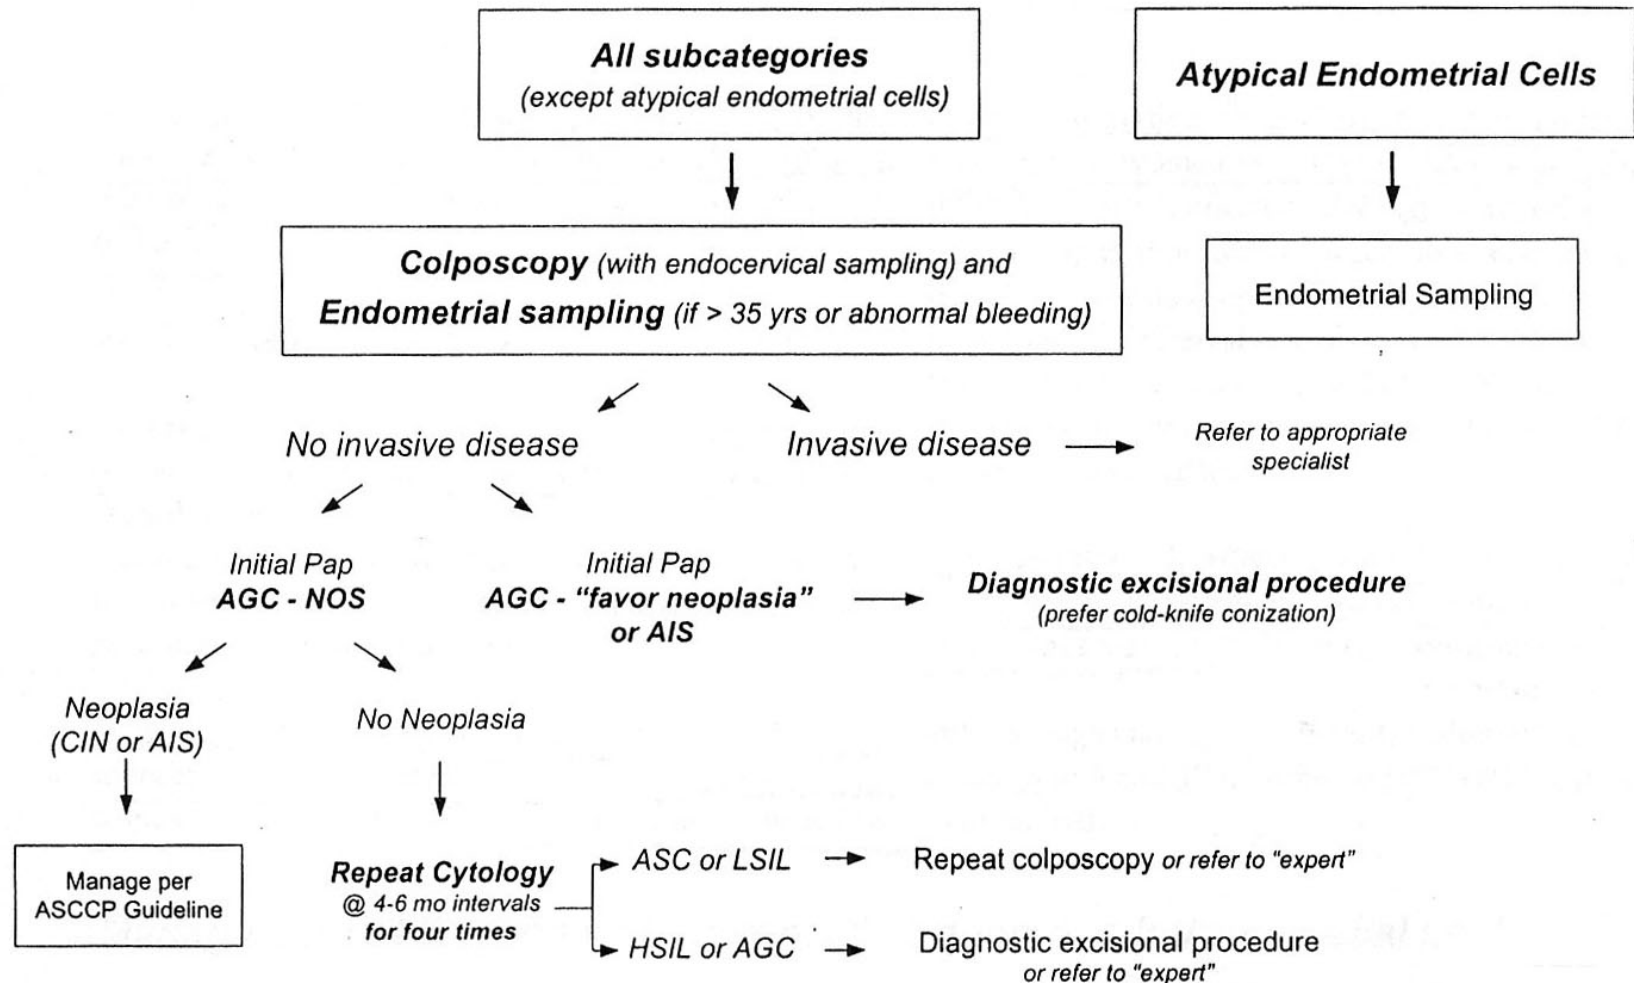 All subcategories
(except atypical endometrial cells)
Atypical Endometrial Cells
Colposcopy (with endocervical sampling) and
Endometrial sampling (if > 35 yrs or abnormal bleeding)
Endometrial Sampling
No invasive disease
Invasive disease
Refer to appropriate
specialist
Initial Pap
AGC - NOS
Initial Pap
AGC - “favor neoplasia”
or AIS
Diagnostic excisional procedure
(prefer cold-knife conization)
Neoplasia
(CIN or AIS)
No Neoplasia
Manage per
ASCCP Guideline
Repeat Cytology
@ 4-6 mo intervals
for four times
ASC or LSIL
Repeat colposcopy or refer to "expert"
HSIL or AGC
Diagnostic excisional procedure
or refer to "expert"